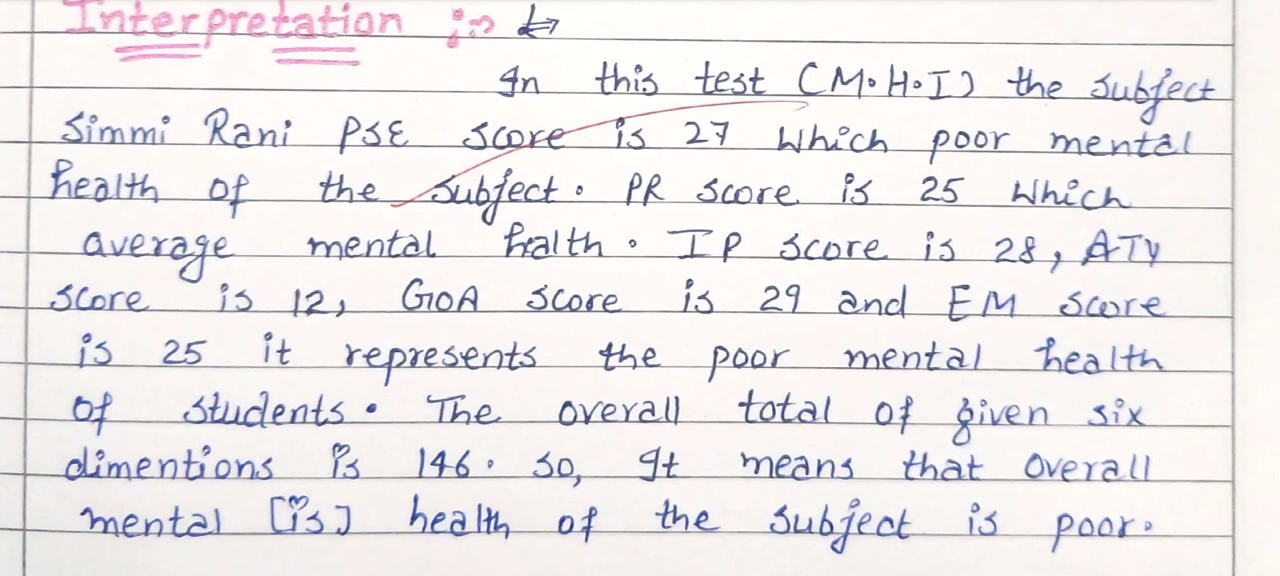 Interpretation :-
In this test (M.H.I) the subject
Simmi Rani PSE score is 27 which poor mental
health of the subject. PR score is 25 which
average mental halth. IP score is 28, ATY
score is 12, GOA score is 29 and EM score
is 25 it represents the poor mental health
of students. The overall total of given six
dimentions is 146. so, It means that overall
mental [is] health of the subject is poor.